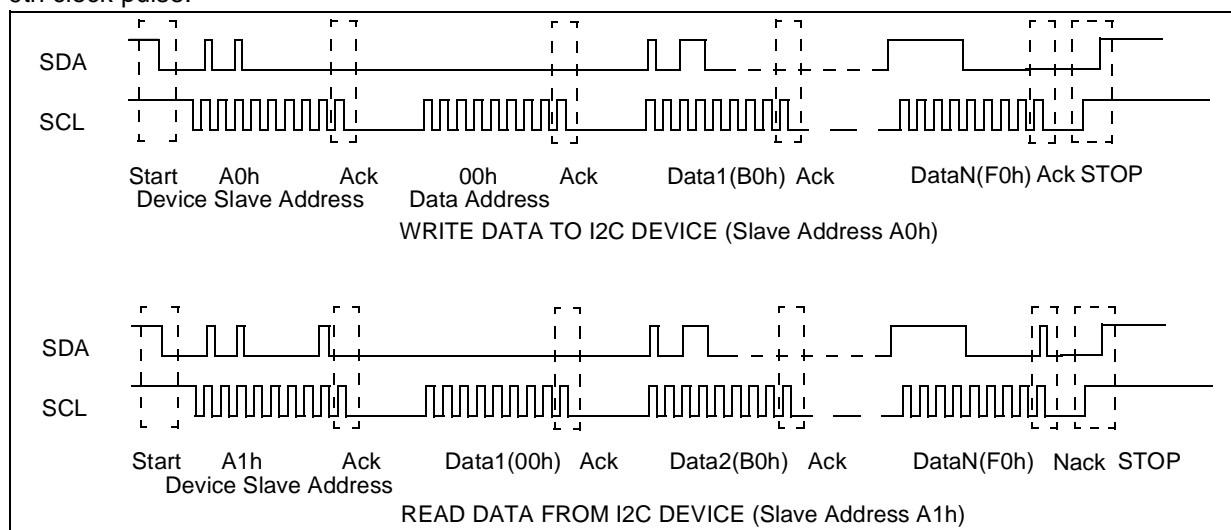 8th clock pulse.
SDA
SCL
Start A0h Ack 00h Ack Data1(B0h) Ack DataN(F0h) Ack STOP
Device Slave Address Data Address
WRITE DATA TO I2C DEVICE (Slave Address A0h)
SDA
SCL
Start A1h Ack Data1(00h) Ack Data2(B0h) Ack DataN(F0h) Nack STOP
Device Slave Address
READ DATA FROM I2C DEVICE (Slave Address A1h)